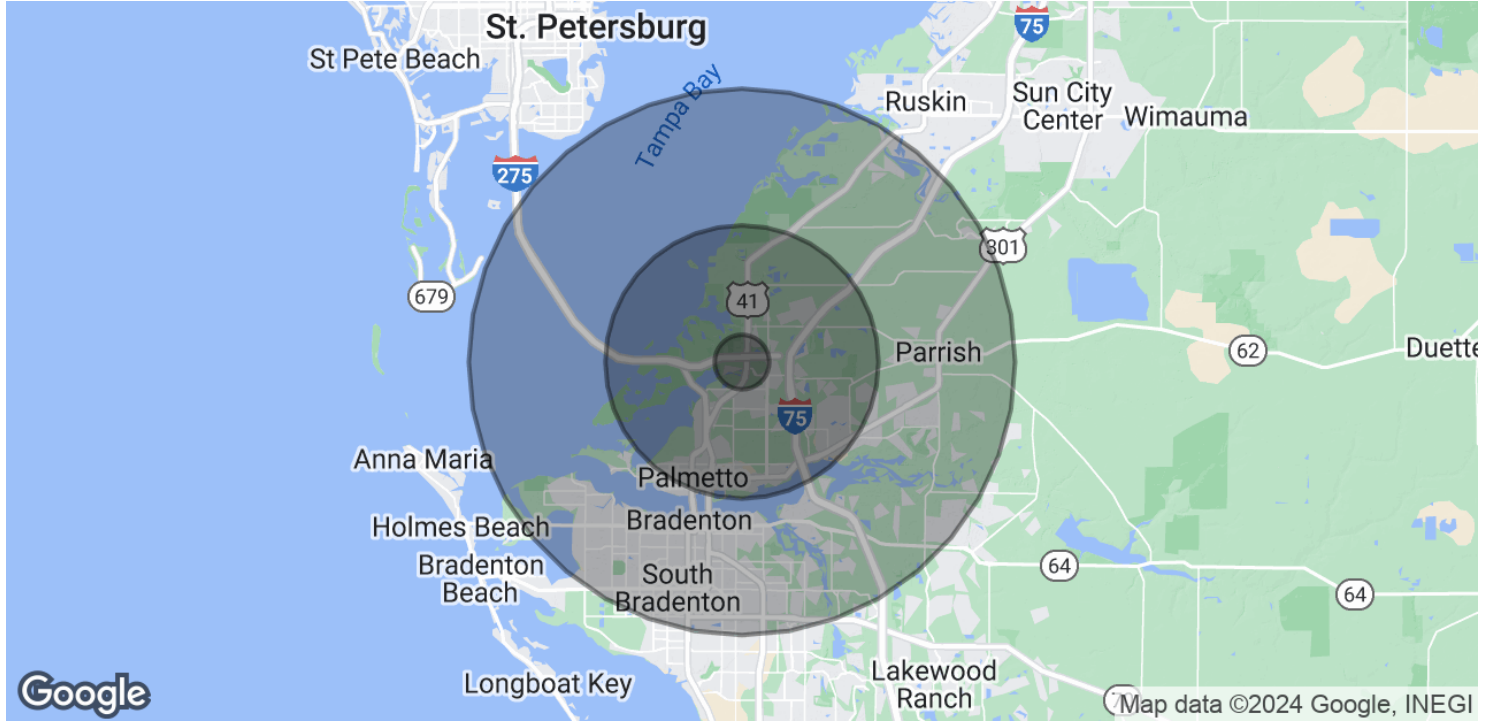 St. Petersburg
75
St Pete Beach
Tampa Bay
Ruskin
Sun City
Center
Wimauma
275
301
679
41
Parrish
62
Duette
75
Anna Maria
Palmetto
Holmes Beach
Bradenton
Bradenton
Beach
South
Bradenton
64
64
Longboat Key
Lakewood
Ranch
Google
Map data ©2024 Google, INEGI